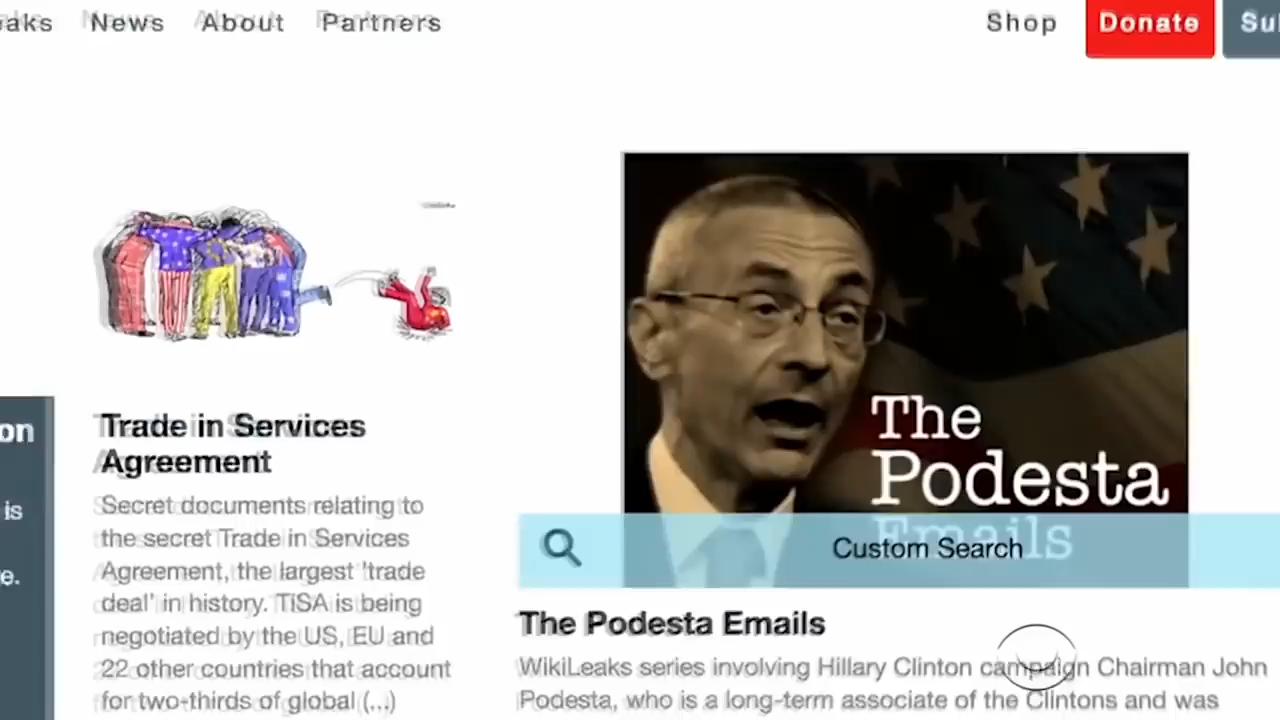 News About Partners
Shop
Donate
Trade in Services
Agreement
Secret documents relating to
the secret Trade in Services
Agreement, the largest 'trade
deal' in history. TiSA is being
negotiated by the US, EU and
22 other countries that account
for two-thirds of global (...)
on
is
The
Podesta
Emails
Custom Search
The Podesta Emails
WikiLeaks series involving Hillary Clinton campaign Chairman John
Podesta, who is a long-term associate of the Clintons and was